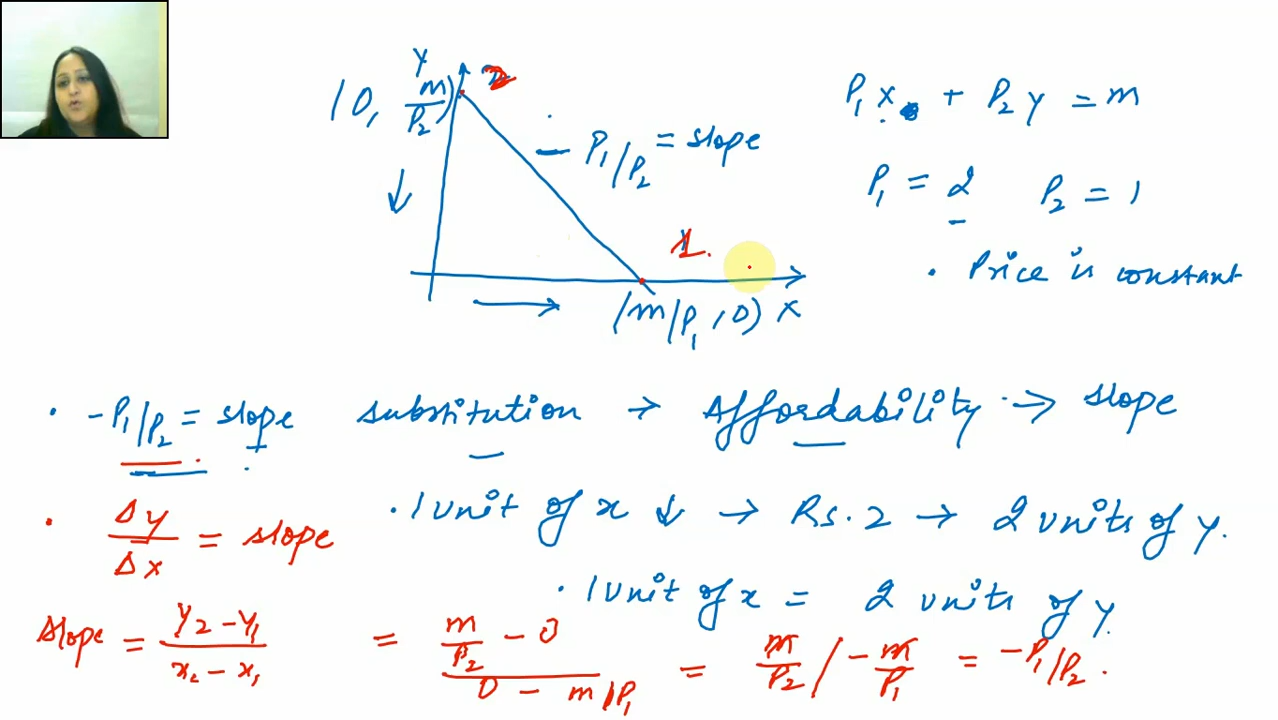 Y 2
(0, m/P₂)
P₁x + P₂y = m
- P₁/P₂ = slope
P₁ = 2 P₂ = 1
1.
• Price is constant
(m/P₁, 0) X
• -P₁/P₂ = slope substitution → Affordability → slope
• Δy/Δx = slope
• 1 unit of x ↓ → Rs. 2 → 2 units of y.
• 1 unit of x = 2 units of y.
slope = y₂ - y₁ / x₂ - x₁ = m/P₂ - 0 / 0 - m/P₁ = m/P₂ / -m/P₁ = -P₁/P₂.